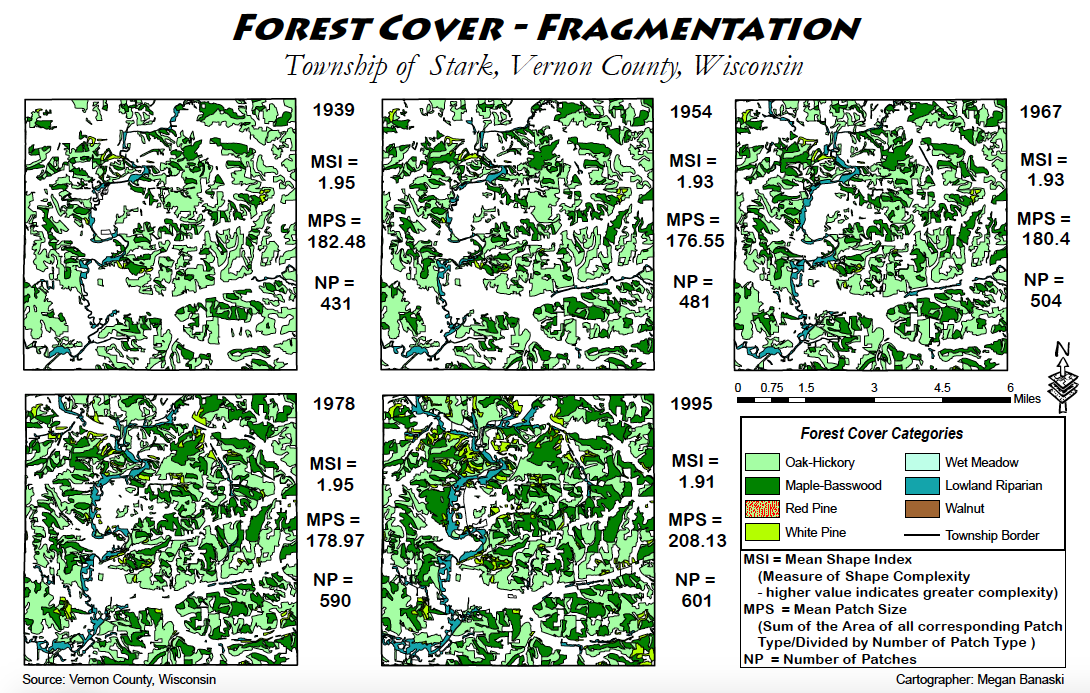 Forest Cover - Fragmentation
Township of Stark, Vernon County, Wisconsin
1939
MSI =
1.95
MPS =
182.48
NP =
431
1954
MSI =
1.93
MPS =
176.55
NP =
481
1967
MSI =
1.93
MPS =
180.4
NP =
504
1978
MSI =
1.95
MPS =
178.97
NP =
590
1995
MSI =
1.91
MPS =
208.13
NP =
601
N
0 0.75 1.5 3 4.5 6
Miles
Forest Cover Categories
Oak-Hickory
Maple-Basswood
Red Pine
White Pine
Wet Meadow
Lowland Riparian
Walnut
Township Border
MSI = Mean Shape Index
(Measure of Shape Complexity
- higher value indicates greater complexity)
MPS = Mean Patch Size
(Sum of the Area of all corresponding Patch
Type/Divided by Number of Patch Type )
NP = Number of Patches
Source: Vernon County, Wisconsin
Cartographer: Megan Banaski